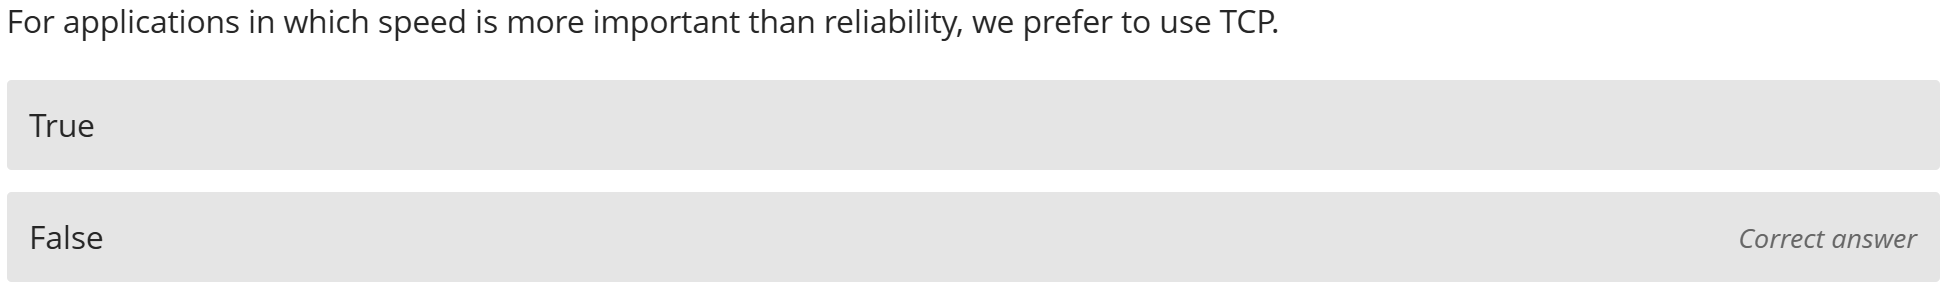 For applications in which speed is more important than reliability, we prefer to use TCP.
True
False
Correct answer